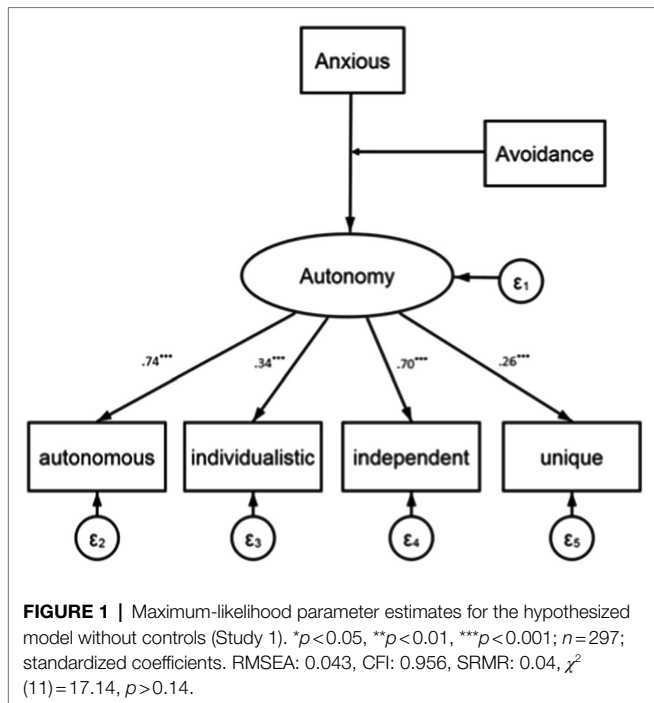 Anxious
Avoidance
Autonomy
ε1
.74***
.34***
.70***
.26***
autonomous
individualistic
independent
unique
ε2
ε3
ε4
ε5
FIGURE 1 | Maximum-likelihood parameter estimates for the hypothesized
model without controls (Study 1). *p<0.05, **p<0.01, ***p<0.001; n=297;
standardized coefficients. RMSEA: 0.043, CFI: 0.956, SRMR: 0.04, χ2
(11)=17.14, p>0.14.